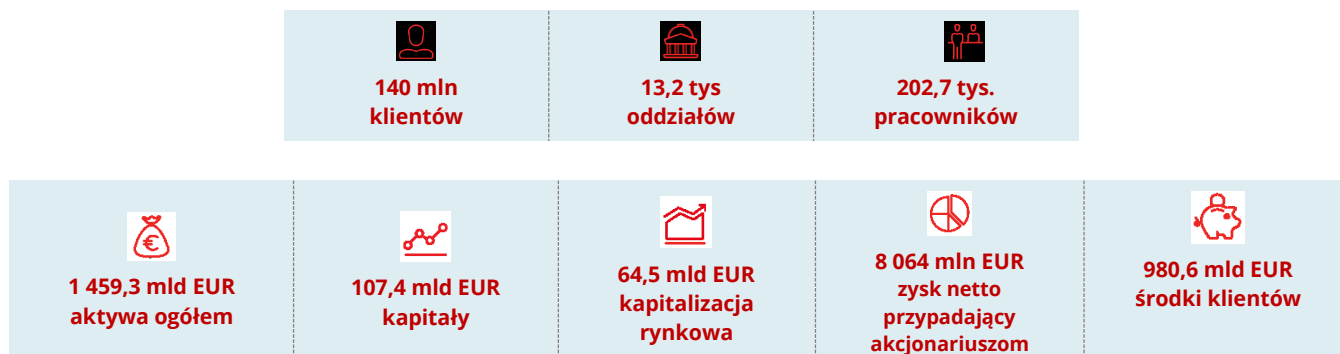 140 mln
klientów
13,2 tys
oddziałów
202,7 tys.
pracowników
1 459,3 mld EUR
aktywa ogółem
107,4 mld EUR
kapitały
64,5 mld EUR
kapitalizacja
rynkowa
8 064 mln EUR
zysk netto
przypadający
akcjonariuszom
980,6 mld EUR
środki klientów